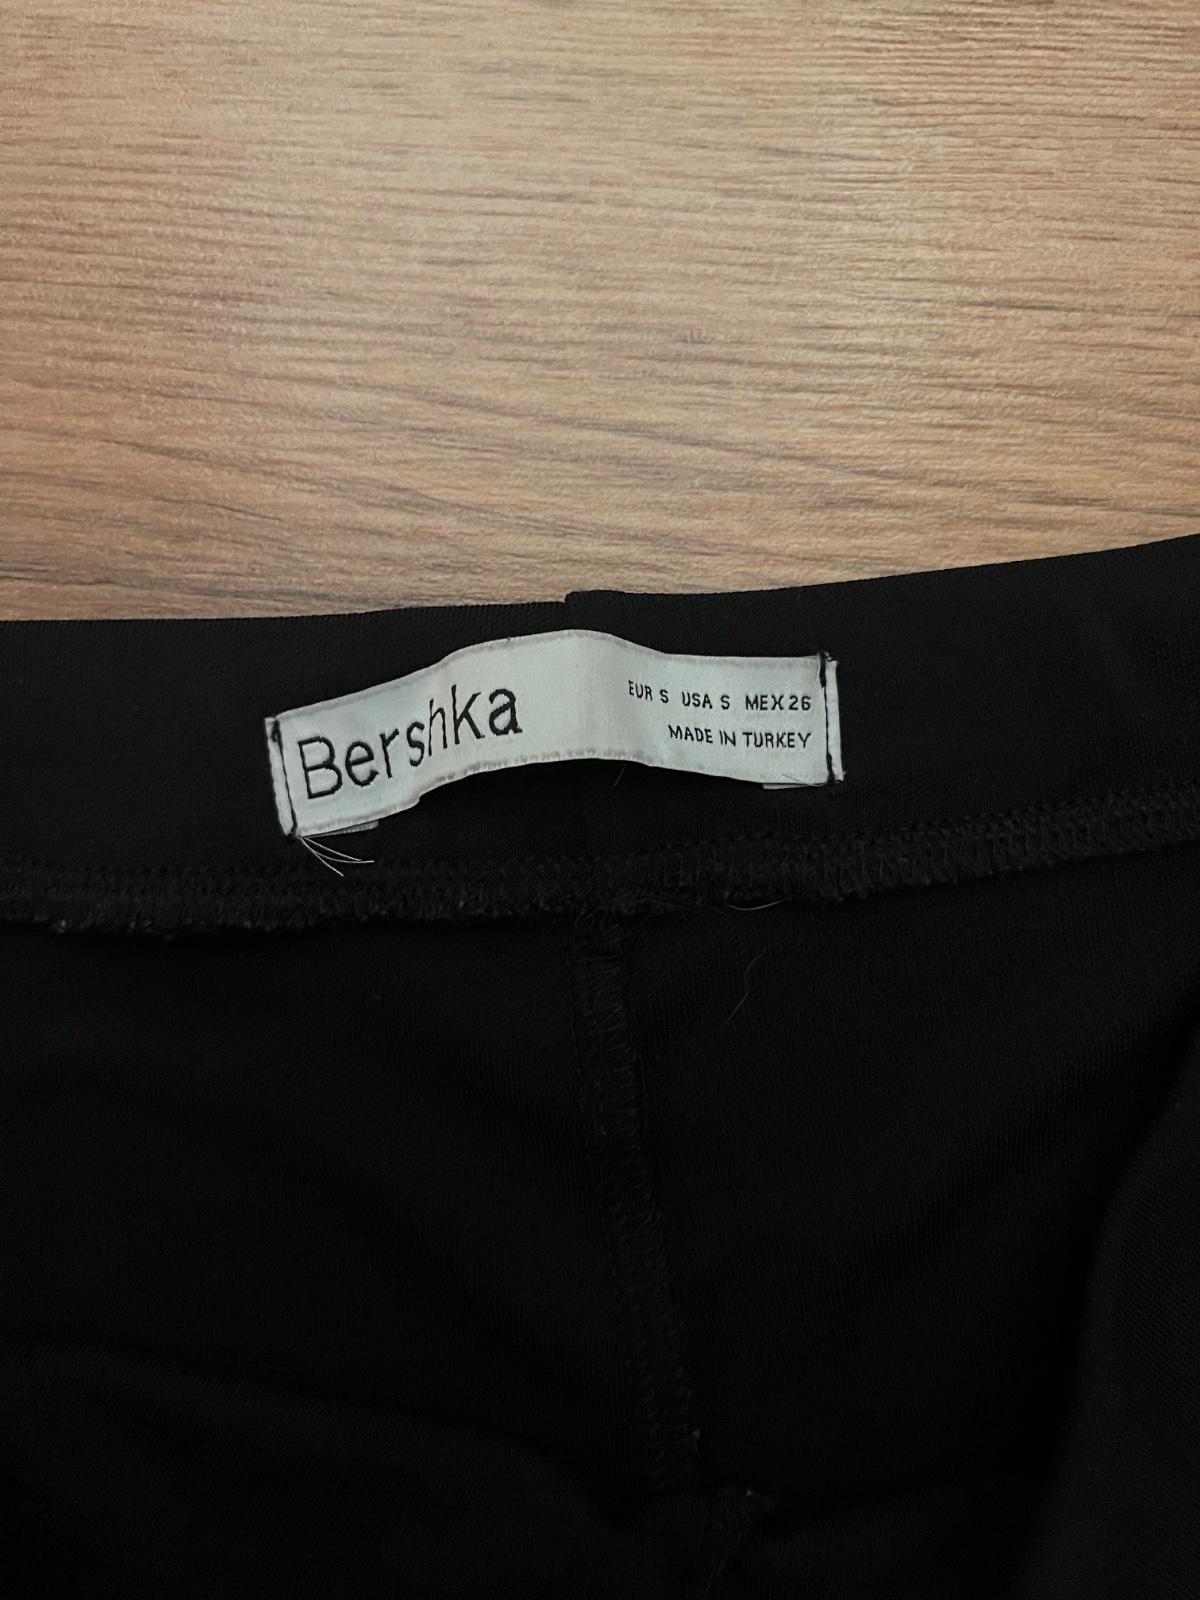 Bershka
EUR S USA S MEX 26
MADE IN TURKEY